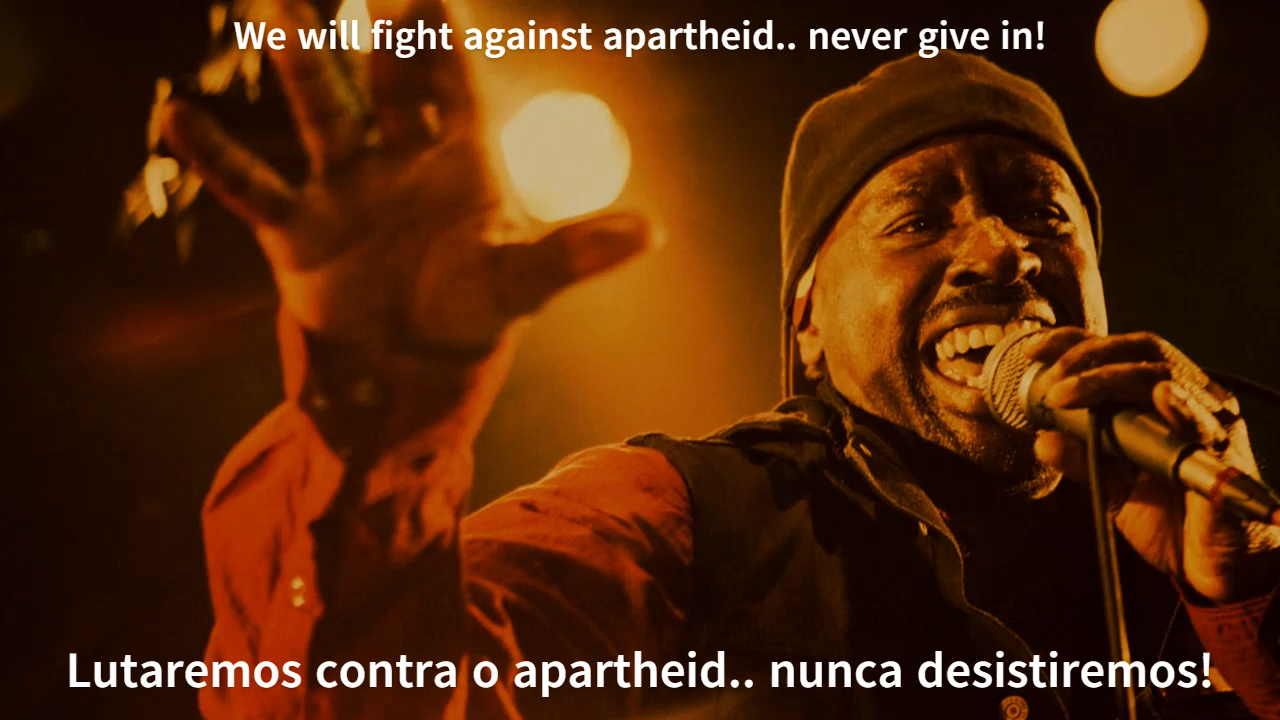 We will fight against apartheid.. never give in!
Lutaremos contra o apartheid.. nunca desistiremos!